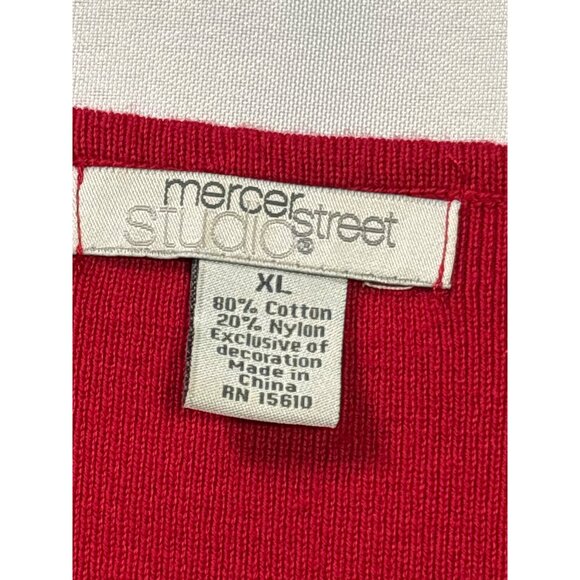 mercer street
studio®
XL
80% Cotton
20% Nylon
Exclusive of
decoration
Made in
China
RN 15610